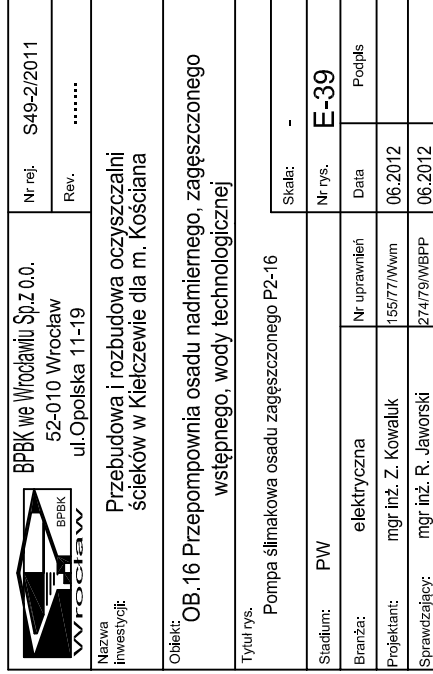 BPBK
Wrocław
BPBK we Wrocławiu Sp.z o.o.
52-010 Wrocław
ul.Opolska 11-19
Nr rej. S49-2/2011
Rev. .......
Nazwa
inwestycji:
Przebudowa i rozbudowa oczyszczalni
ścieków w Kiełczewie dla m. Kościana
Obiekt:
OB.16 Przepompownia osadu nadmiernego, zagęszczonego
wstępnego, wody technologicznej
Tytuł rys.
Pompa ślimakowa osadu zagęszczonego P2-16
Skala: -
Stadium: PW
Nr rys. E-39
Branża: elektryczna
Nr uprawnień
Data
Podpis
Projektant: mgr inż. Z. Kowaluk
155/77/Wwm
06.2012
Sprawdzający: mgr inż. R. Jaworski
274/79/WBPP
06.2012